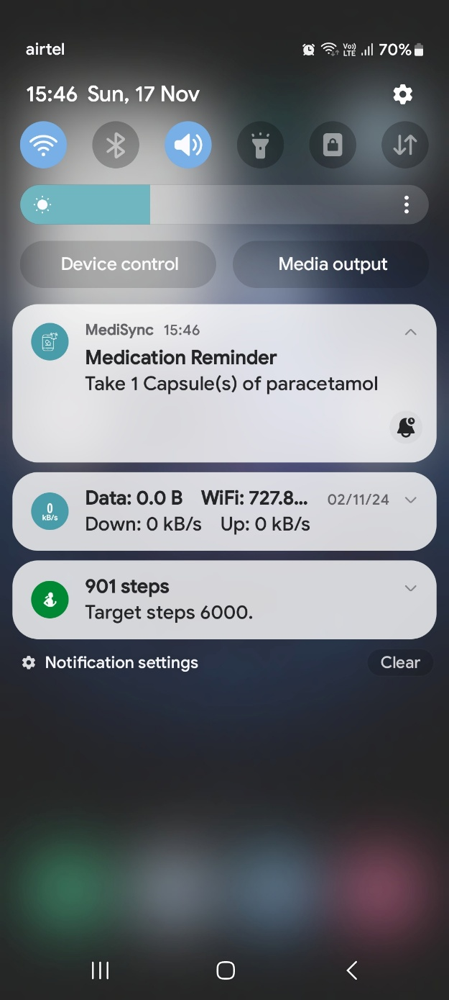 airtel
Vo)) LTE 70%
15:46 Sun, 17 Nov
Device control
Media output
MediSync 15:46
Medication Reminder
Take 1 Capsule(s) of paracetamol
0 kB/s
Data: 0.0 B WiFi: 727.8... 02/11/24
Down: 0 kB/s Up: 0 kB/s
901 steps
Target steps 6000.
Notification settings
Clear